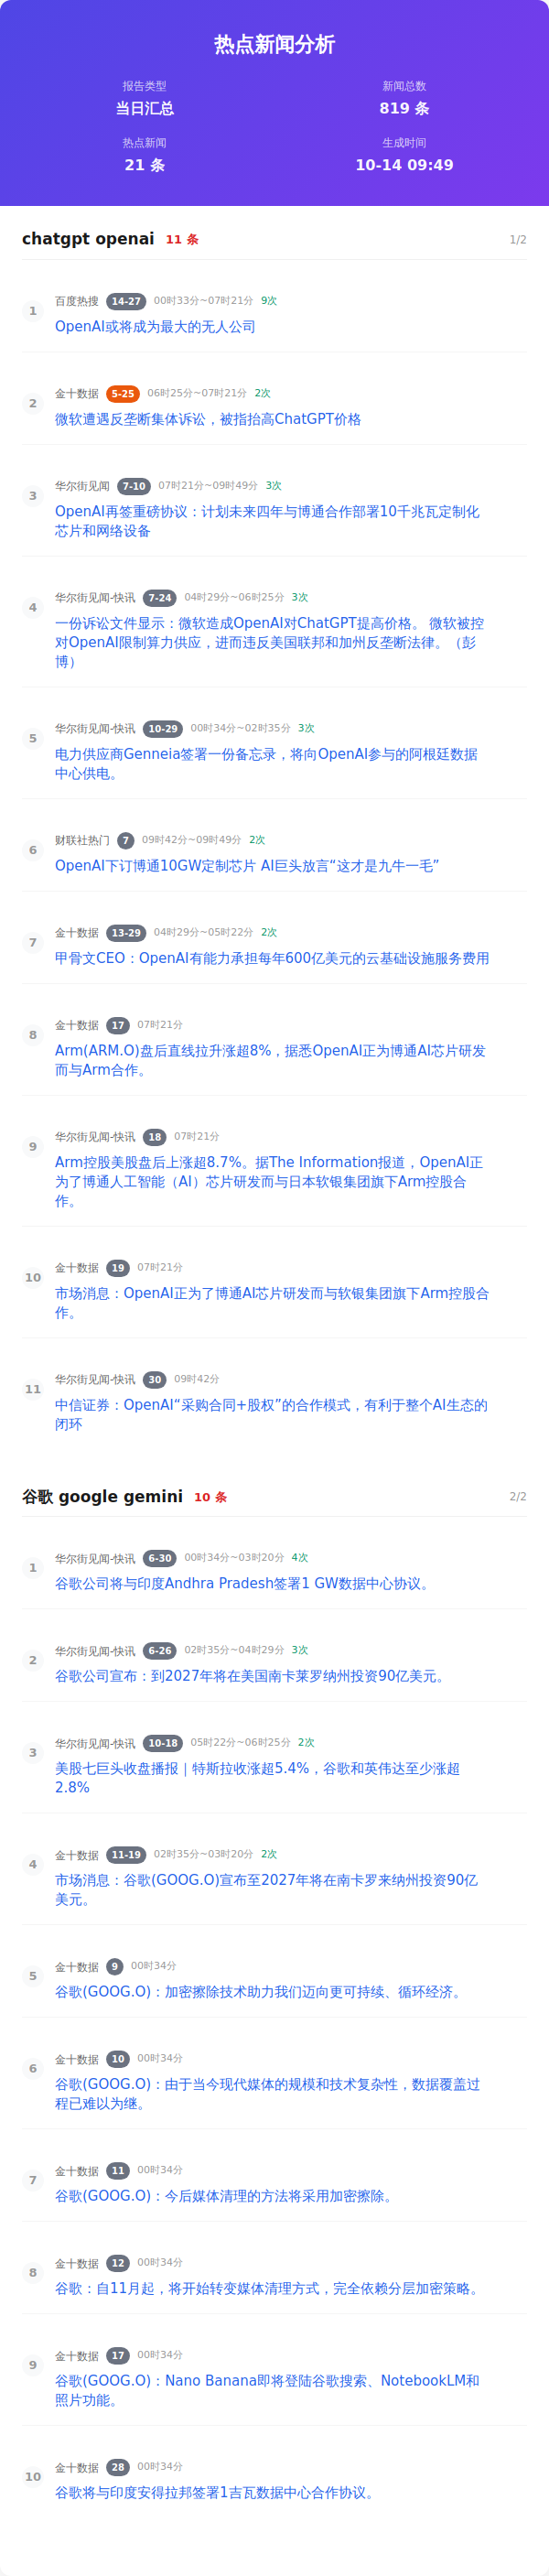 热点新闻分析
报告类型
新闻总数
当日汇总
819 条
热点新闻
生成时间
21 条
10-14 09:49
chatgpt openai 11 条 1/2
1 百度热搜 14-27 00时33分~07时21分 9次
OpenAI或将成为最大的无人公司
2 金十数据 5-25 06时25分~07时21分 2次
微软遭遇反垄断集体诉讼，被指抬高ChatGPT价格
3 华尔街见闻 7-10 07时21分~09时49分 3次
OpenAI再签重磅协议：计划未来四年与博通合作部署10千兆瓦定制化
芯片和网络设备
4 华尔街见闻-快讯 7-24 04时29分~06时25分 3次
一份诉讼文件显示：微软造成OpenAI对ChatGPT提高价格。 微软被控
对OpenAI限制算力供应，进而违反美国联邦和加州反垄断法律。（彭
博）
5 华尔街见闻-快讯 10-29 00时34分~02时35分 3次
电力供应商Genneia签署一份备忘录，将向OpenAI参与的阿根廷数据
中心供电。
6 财联社热门 7 09时42分~09时49分 2次
OpenAI下订博通10GW定制芯片 AI巨头放言“这才是九牛一毛”
7 金十数据 13-29 04时29分~05时22分 2次
甲骨文CEO：OpenAI有能力承担每年600亿美元的云基础设施服务费用
8 金十数据 17 07时21分
Arm(ARM.O)盘后直线拉升涨超8%，据悉OpenAI正为博通AI芯片研发
而与Arm合作。
9 华尔街见闻-快讯 18 07时21分
Arm控股美股盘后上涨超8.7%。据The Information报道，OpenAI正
为了博通人工智能（AI）芯片研发而与日本软银集团旗下Arm控股合
作。
10 金十数据 19 07时21分
市场消息：OpenAI正为了博通AI芯片研发而与软银集团旗下Arm控股合
作。
11 华尔街见闻-快讯 30 09时42分
中信证券：OpenAI“采购合同+股权”的合作模式，有利于整个AI生态的
闭环
谷歌 google gemini 10 条 2/2
1 华尔街见闻-快讯 6-30 00时34分~03时20分 4次
谷歌公司将与印度Andhra Pradesh签署1 GW数据中心协议。
2 华尔街见闻-快讯 6-26 02时35分~04时29分 3次
谷歌公司宣布：到2027年将在美国南卡莱罗纳州投资90亿美元。
3 华尔街见闻-快讯 10-18 05时22分~06时25分 2次
美股七巨头收盘播报｜特斯拉收涨超5.4%，谷歌和英伟达至少涨超
2.8%
4 金十数据 11-19 02时35分~03时20分 2次
市场消息：谷歌(GOOG.O)宣布至2027年将在南卡罗来纳州投资90亿
美元。
5 金十数据 9 00时34分
谷歌(GOOG.O)：加密擦除技术助力我们迈向更可持续、循环经济。
6 金十数据 10 00时34分
谷歌(GOOG.O)：由于当今现代媒体的规模和技术复杂性，数据覆盖过
程已难以为继。
7 金十数据 11 00时34分
谷歌(GOOG.O)：今后媒体清理的方法将采用加密擦除。
8 金十数据 12 00时34分
谷歌：自11月起，将开始转变媒体清理方式，完全依赖分层加密策略。
9 金十数据 17 00时34分
谷歌(GOOG.O)：Nano Banana即将登陆谷歌搜索、NotebookLM和
照片功能。
10 金十数据 28 00时34分
谷歌将与印度安得拉邦签署1吉瓦数据中心合作协议。